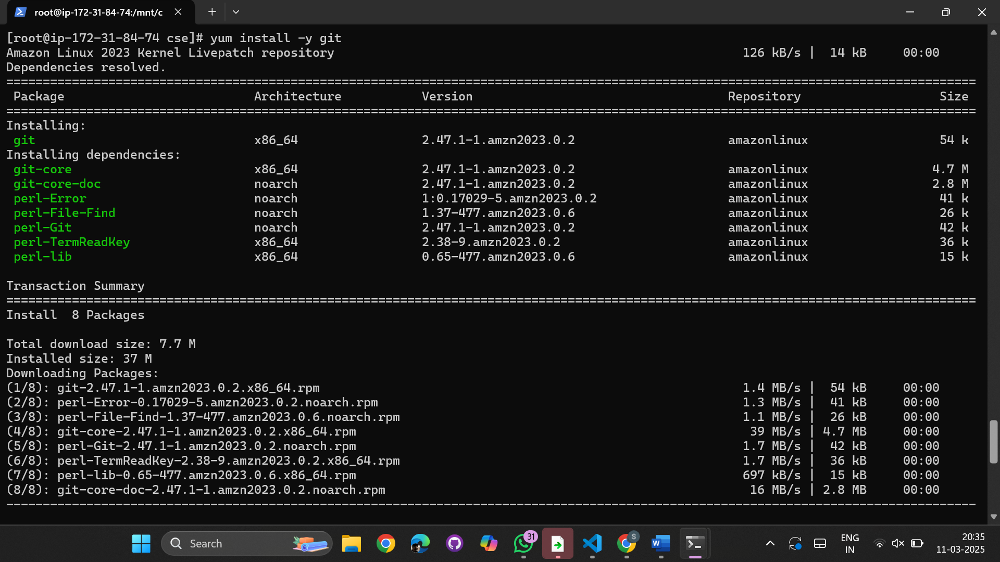 root@ip-172-31-84-74:/mnt/c
[root@ip-172-31-84-74 cse]# yum install -y git
Amazon Linux 2023 Kernel Livepatch repository 126 kB/s | 14 kB 00:00
Dependencies resolved.
Package Architecture Version Repository Size
Installing:
git x86_64 2.47.1-1.amzn2023.0.2 amazonlinux 54 k
Installing dependencies:
git-core x86_64 2.47.1-1.amzn2023.0.2 amazonlinux 4.7 M
git-core-doc noarch 2.47.1-1.amzn2023.0.2 amazonlinux 2.8 M
perl-Error noarch 1:0.17029-5.amzn2023.0.2 amazonlinux 41 k
perl-File-Find noarch 1.37-477.amzn2023.0.6 amazonlinux 26 k
perl-Git noarch 2.47.1-1.amzn2023.0.2 amazonlinux 42 k
perl-TermReadKey x86_64 2.38-9.amzn2023.0.2 amazonlinux 36 k
perl-lib x86_64 0.65-477.amzn2023.0.6 amazonlinux 15 k
Transaction Summary
Install 8 Packages
Total download size: 7.7 M
Installed size: 37 M
Downloading Packages:
(1/8): git-2.47.1-1.amzn2023.0.2.x86_64.rpm 1.4 MB/s | 54 kB 00:00
(2/8): perl-Error-0.17029-5.amzn2023.0.2.noarch.rpm 1.3 MB/s | 41 kB 00:00
(3/8): perl-File-Find-1.37-477.amzn2023.0.6.noarch.rpm 1.1 MB/s | 26 kB 00:00
(4/8): git-core-2.47.1-1.amzn2023.0.2.x86_64.rpm 39 MB/s | 4.7 MB 00:00
(5/8): perl-Git-2.47.1-1.amzn2023.0.2.noarch.rpm 1.7 MB/s | 42 kB 00:00
(6/8): perl-TermReadKey-2.38-9.amzn2023.0.2.x86_64.rpm 1.7 MB/s | 36 kB 00:00
(7/8): perl-lib-0.65-477.amzn2023.0.6.x86_64.rpm 697 kB/s | 15 kB 00:00
(8/8): git-core-doc-2.47.1-1.amzn2023.0.2.noarch.rpm 16 MB/s | 2.8 MB 00:00
Search 31 S W ENG 20:35
IN 11-03-2025